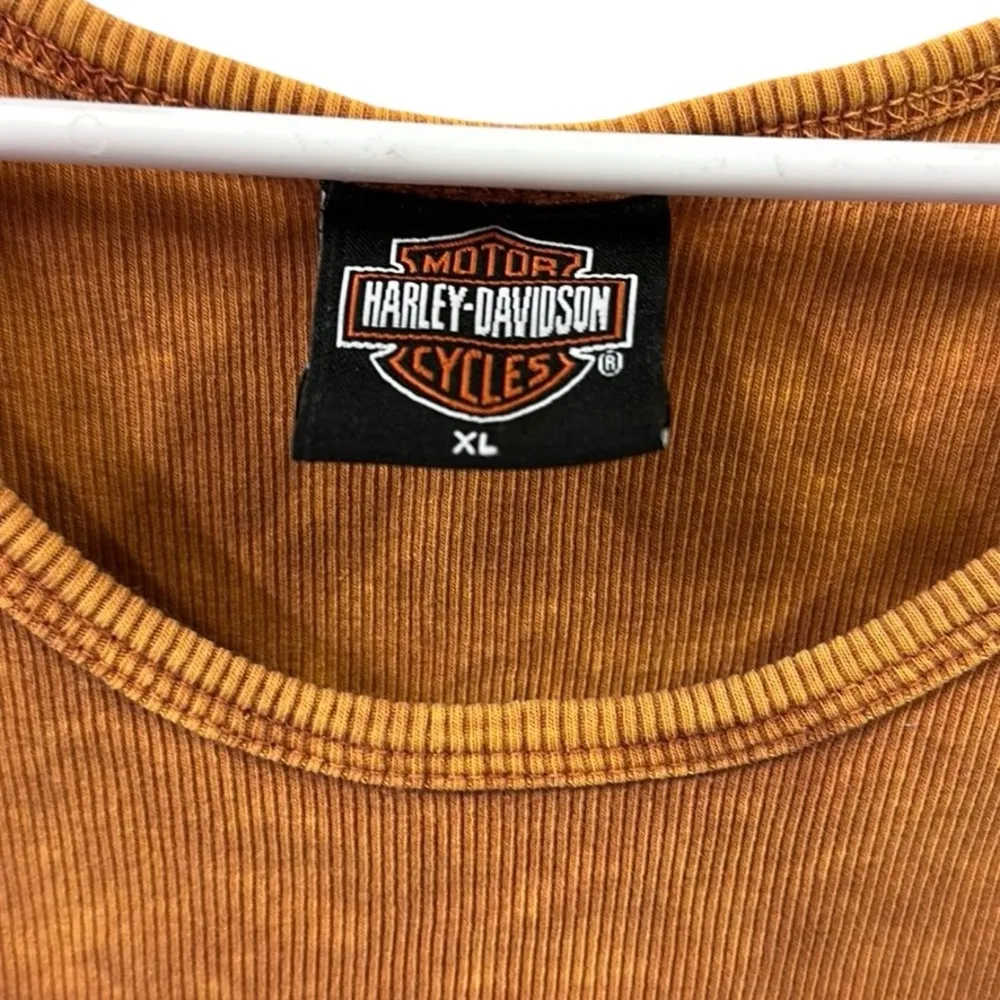 MOTOR
HARLEY-DAVIDSON
CYCLES
®
XL